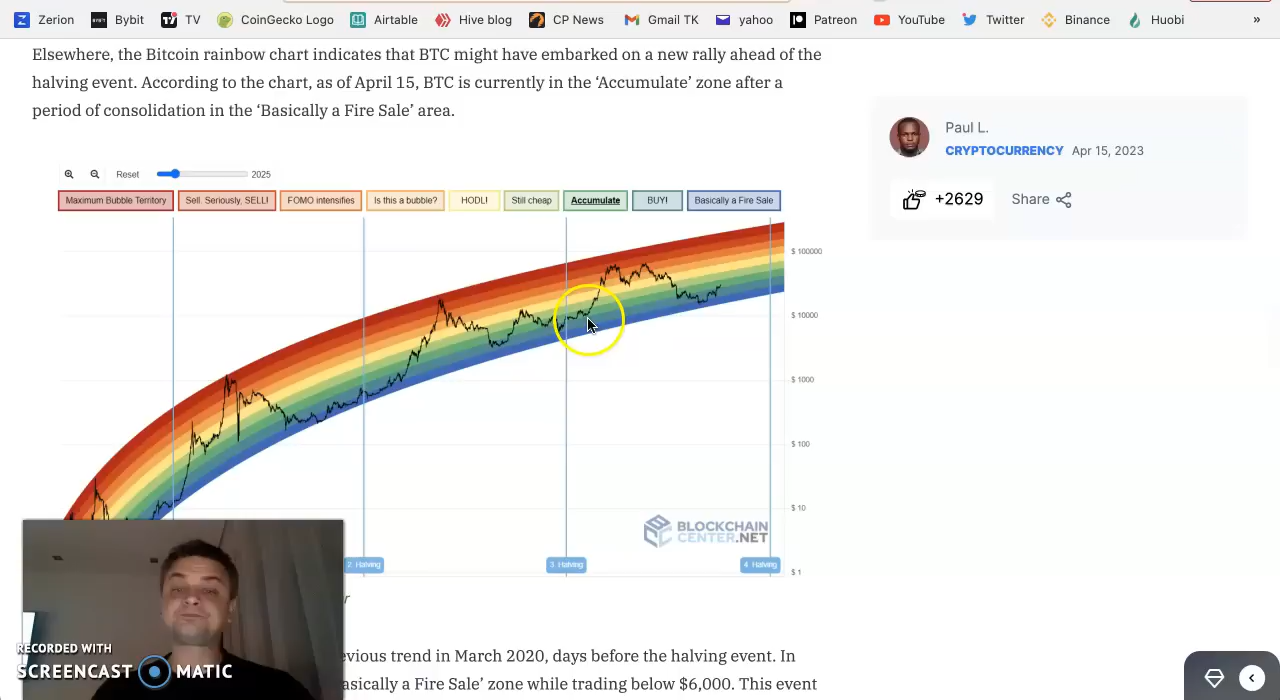 Zerion Bybit TV CoinGecko Logo Airtable Hive blog CP News Gmail TK yahoo Patreon YouTube Twitter Binance Huobi »
Elsewhere, the Bitcoin rainbow chart indicates that BTC might have embarked on a new rally ahead of the
halving event. According to the chart, as of April 15, BTC is currently in the ‘Accumulate’ zone after a
period of consolidation in the ‘Basically a Fire Sale’ area.
Paul L.
CRYPTOCURRENCY Apr 15, 2023
+2629 Share
Reset 2025
Maximum Bubble Territory Sell. Seriously, SELL! FOMO intensifies Is this a bubble? HODL! Still cheap Accumulate BUY! Basically a Fire Sale
$ 100000
$ 10000
$ 1000
$ 100
$ 10
$ 1
BLOCKCHAIN
CENTER.NET
2. Halving 3. Halving 4. Halving
r
evious trend in March 2020, days before the halving event. In
asically a Fire Sale’ zone while trading below $6,000. This event
RECORDED WITH
SCREENCAST MATIC